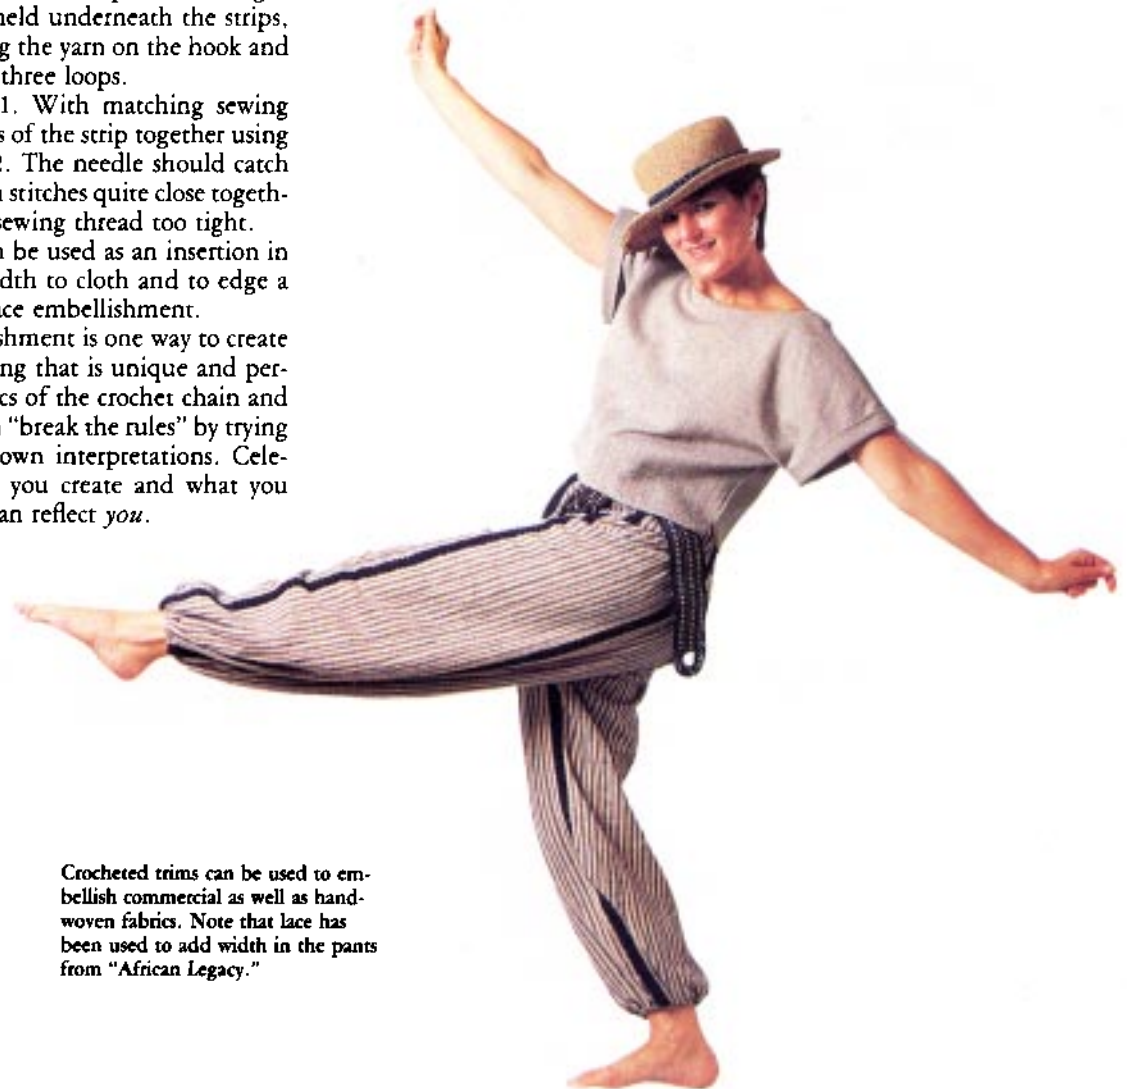 held underneath the strips,
g the yarn on the hook and
three loops.
1. With matching sewing
s of the strip together using
2. The needle should catch
n stitches quite close togeth-
sewing thread too tight.
n be used as an insertion in
dth to cloth and to edge a
ce embellishment.
shment is one way to create
ng that is unique and per-
cs of the crochet chain and
"break the rules" by trying
own interpretations. Cele-
you create and what you
an reflect you.
Crocheted trims can be used to em-
bellish commercial as well as hand-
woven fabrics. Note that lace has
been used to add width in the pants
from "African Legacy."